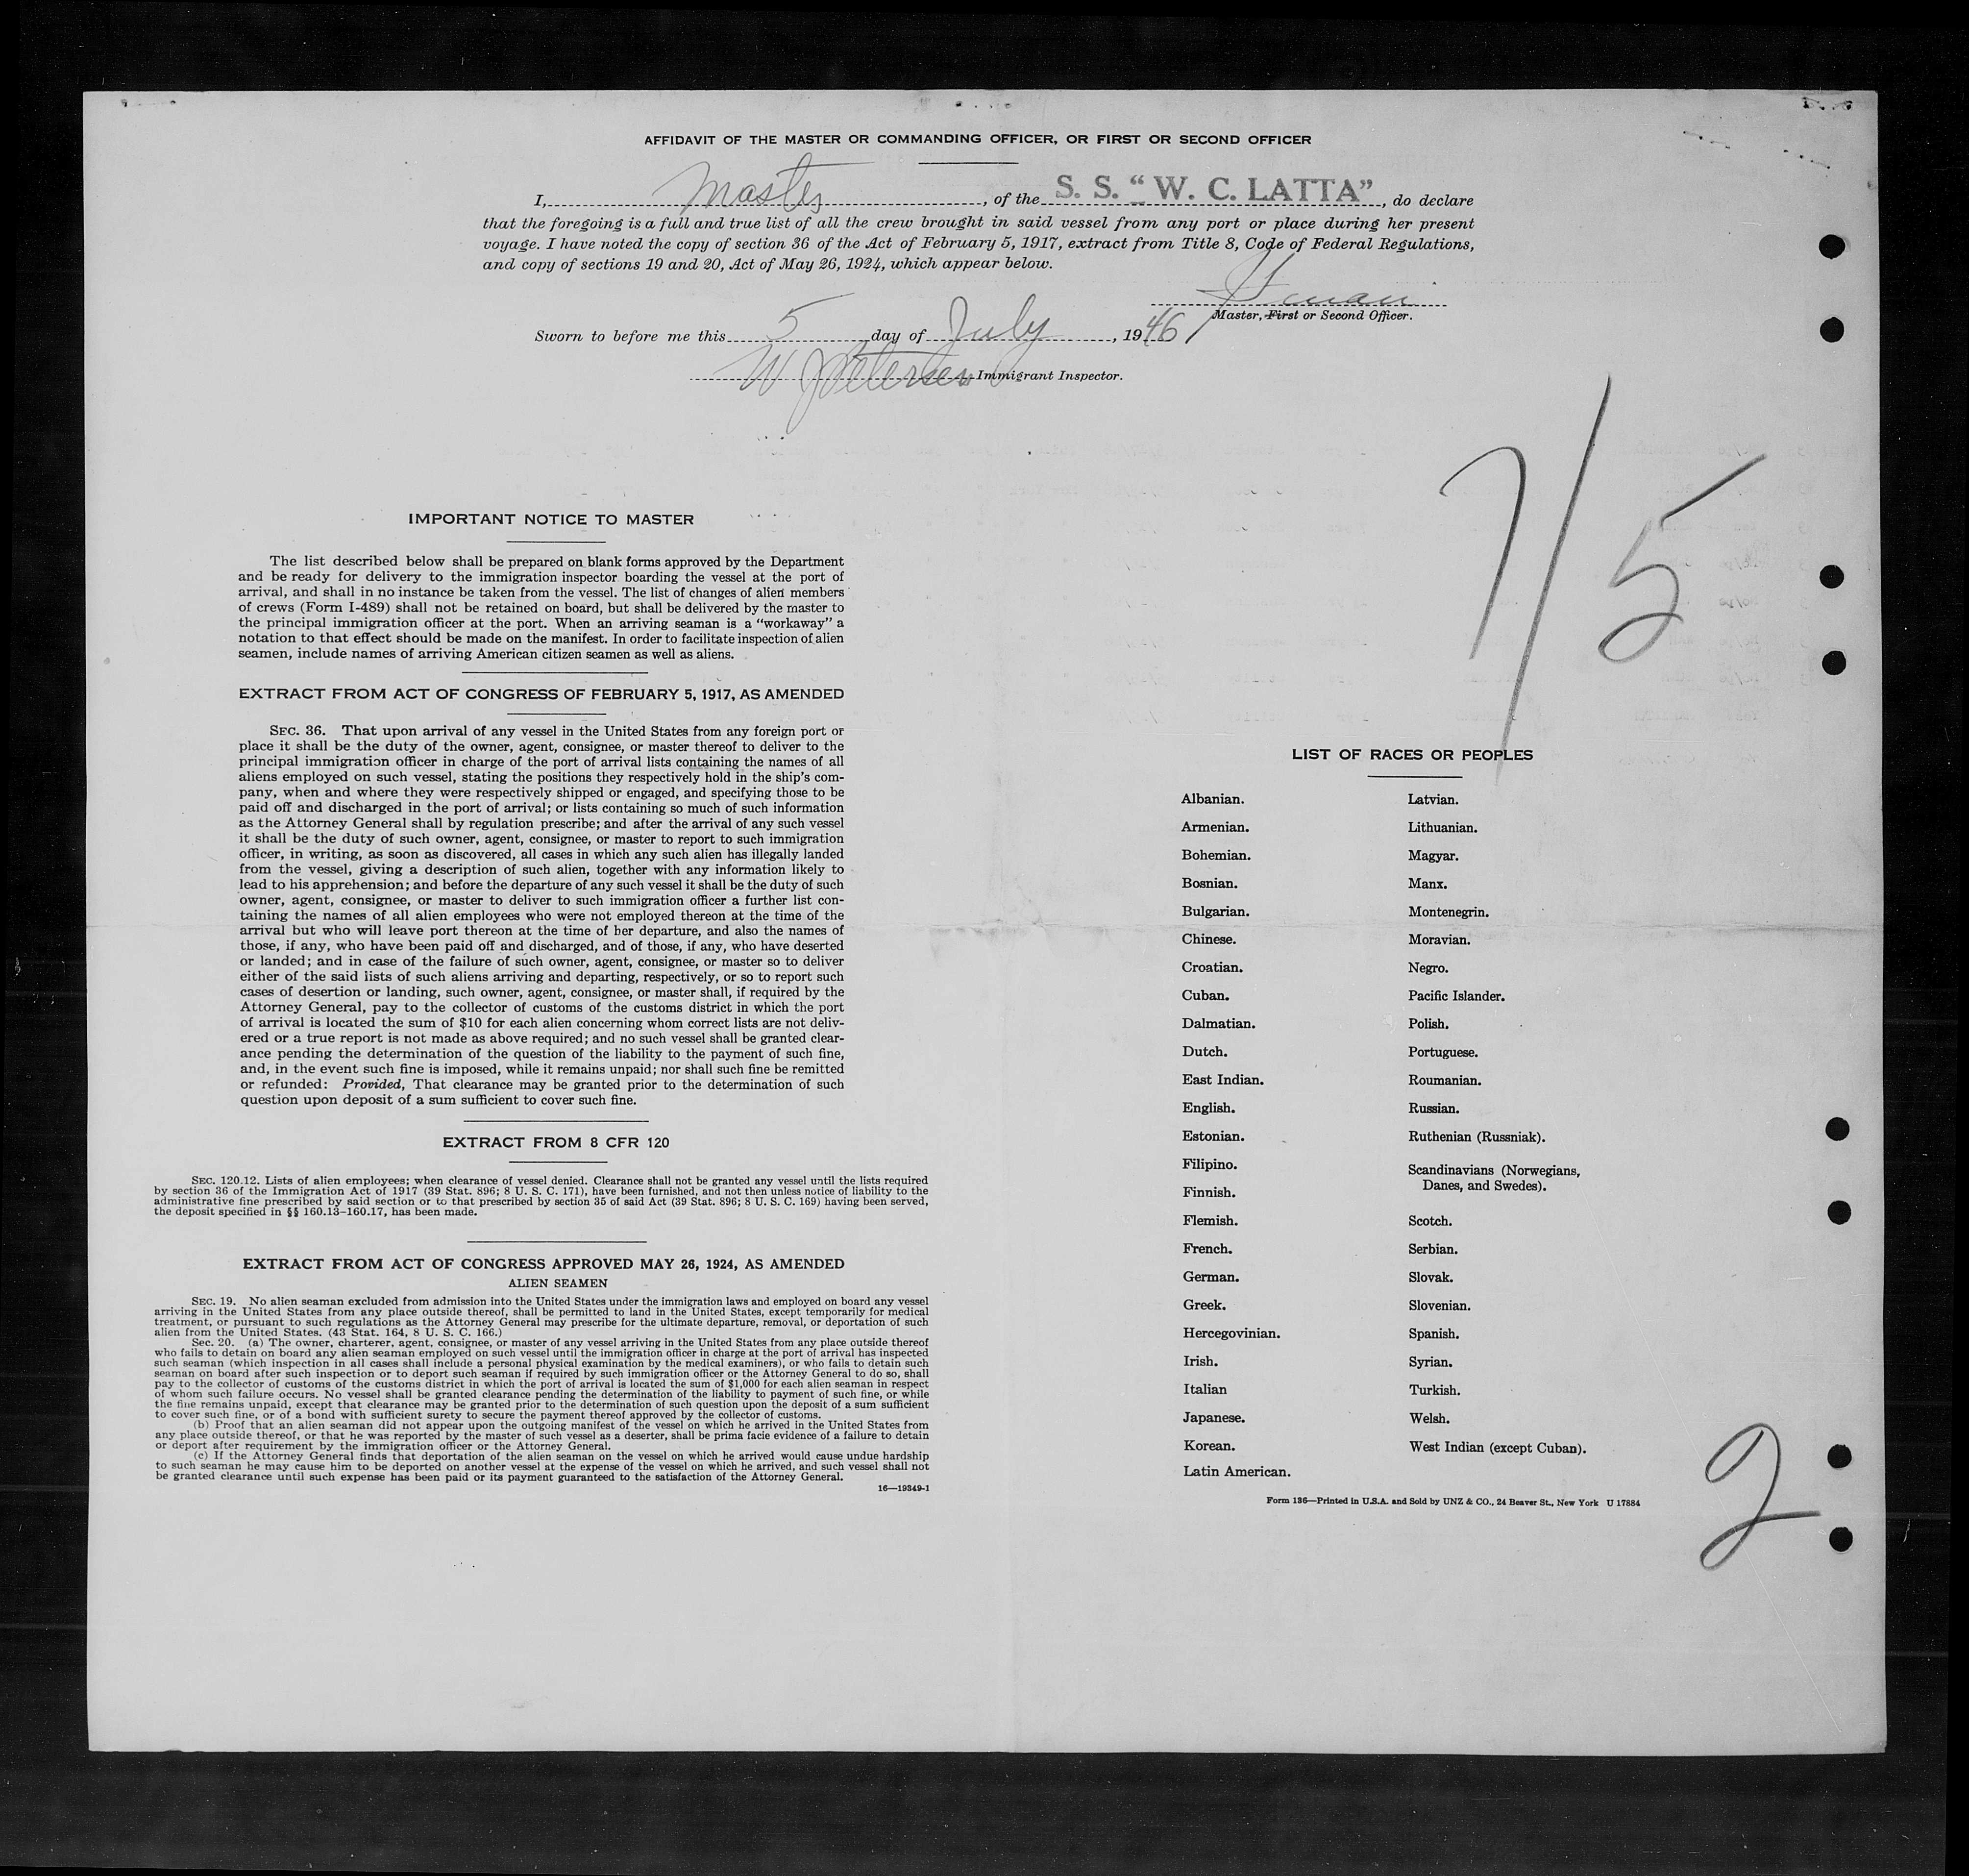 AFFIDAVIT OF THE MASTER OR COMMANDING OFFICER, OR FIRST OR SECOND OFFICER
I, Master, of the S. S. “W. C. LATTA”, do declare
that the foregoing is a full and true list of all the crew brought in said vessel from any port or place during her present
voyage. I have noted the copy of section 36 of the Act of February 5, 1917, extract from Title 8, Code of Federal Regulations,
and copy of sections 19 and 20, Act of May 26, 1924, which appear below.
Master, First or Second Officer.
Sworn to before me this 5 day of July, 1946
W Petersen Immigrant Inspector.
7/5
IMPORTANT NOTICE TO MASTER
The list described below shall be prepared on blank forms approved by the Department
and be ready for delivery to the immigration inspector boarding the vessel at the port of
arrival, and shall in no instance be taken from the vessel. The list of changes of alien members
of crews (Form I-489) shall not be retained on board, but shall be delivered by the master to
the principal immigration officer at the port. When an arriving seaman is a “workaway” a
notation to that effect should be made on the manifest. In order to facilitate inspection of alien
seamen, include names of arriving American citizen seamen as well as aliens.
EXTRACT FROM ACT OF CONGRESS OF FEBRUARY 5, 1917, AS AMENDED
SEC. 36. That upon arrival of any vessel in the United States from any foreign port or
place it shall be the duty of the owner, agent, consignee, or master thereof to deliver to the
principal immigration officer in charge of the port of arrival lists containing the names of all
aliens employed on such vessel, stating the positions they respectively hold in the ship's com-
pany, when and where they were respectively shipped or engaged, and specifying those to be
paid off and discharged in the port of arrival; or lists containing so much of such information
as the Attorney General shall by regulation prescribe; and after the arrival of any such vessel
it shall be the duty of such owner, agent, consignee, or master to report to such immigration
officer, in writing, as soon as discovered, all cases in which any such alien has illegally landed
from the vessel, giving a description of such alien, together with any information likely to
lead to his apprehension; and before the departure of any such vessel it shall be the duty of such
owner, agent, consignee, or master to deliver to such immigration officer a further list con-
taining the names of all alien employees who were not employed thereon at the time of the
arrival but who will leave port thereon at the time of her departure, and also the names of
those, if any, who have been paid off and discharged, and of those, if any, who have deserted
or landed; and in case of the failure of such owner, agent, consignee, or master so to deliver
either of the said lists of such aliens arriving and departing, respectively, or so to report such
cases of desertion or landing, such owner, agent, consignee, or master shall, if required by the
Attorney General, pay to the collector of customs of the customs district in which the port
of arrival is located the sum of $10 for each alien concerning whom correct lists are not deliv-
ered or a true report is not made as above required; and no such vessel shall be granted clear-
ance pending the determination of the question of the liability to the payment of such fine,
and, in the event such fine is imposed, while it remains unpaid; nor shall such fine be remitted
or refunded: Provided, That clearance may be granted prior to the determination of such
question upon deposit of a sum sufficient to cover such fine.
EXTRACT FROM 8 CFR 120
SEC. 120.12. Lists of alien employees; when clearance of vessel denied. Clearance shall not be granted any vessel until the lists required
by section 36 of the Immigration Act of 1917 (39 Stat. 896; 8 U. S. C. 171), have been furnished, and not then unless notice of liability to the
administrative fine prescribed by said section or to that prescribed by section 35 of said Act (39 Stat. 896; 8 U. S. C. 169) having been served,
the deposit specified in §§ 160.13–160.17, has been made.
EXTRACT FROM ACT OF CONGRESS APPROVED MAY 26, 1924, AS AMENDED
ALIEN SEAMEN
SEC. 19. No alien seaman excluded from admission into the United States under the immigration laws and employed on board any vessel
arriving in the United States from any place outside thereof, shall be permitted to land in the United States, except temporarily for medical
treatment, or pursuant to such regulations as the Attorney General may prescribe for the ultimate departure, removal, or deportation of such
alien from the United States. (43 Stat. 164, 8 U. S. C. 166.)
Sec. 20. (a) The owner, charterer, agent, consignee, or master of any vessel arriving in the United States from any place outside thereof
who fails to detain on board any alien seaman employed on such vessel until the immigration officer in charge at the port of arrival has inspected
such seaman (which inspection in all cases shall include a personal physical examination by the medical examiners), or who fails to detain such
seaman on board after such inspection or to deport such seaman if required by such immigration officer or the Attorney General to do so, shall
pay to the collector of customs of the customs district in which the port of arrival is located the sum of $1,000 for each alien seaman in respect
of whom such failure occurs. No vessel shall be granted clearance pending the determination of the liability to payment of such fine, or while
the fine remains unpaid, except that clearance may be granted prior to the determination of such question upon the deposit of a sum sufficient
to cover such fine, or of a bond with sufficient surety to secure the payment thereof approved by the collector of customs.
(b) Proof that an alien seaman did not appear upon the outgoing manifest of the vessel on which he arrived in the United States from
any place outside thereof, or that he was reported by the master of such vessel as a deserter, shall be prima facie evidence of a failure to detain
or deport after requirement by the immigration officer or the Attorney General.
(c) If the Attorney General finds that deportation of the alien seaman on the vessel on which he arrived would cause undue hardship
to such seaman he may cause him to be deported on another vessel at the expense of the vessel on which he arrived, and such vessel shall not
be granted clearance until such expense has been paid or its payment guaranteed to the satisfaction of the Attorney General.
16—19349-1
LIST OF RACES OR PEOPLES
Albanian.
Armenian.
Bohemian.
Bosnian.
Bulgarian.
Chinese.
Croatian.
Cuban.
Dalmatian.
Dutch.
East Indian.
English.
Estonian.
Filipino.
Finnish.
Flemish.
French.
German.
Greek.
Hercegovinian.
Irish.
Italian
Japanese.
Korean.
Latin American.
Latvian.
Lithuanian.
Magyar.
Manx.
Montenegrin.
Moravian.
Negro.
Pacific Islander.
Polish.
Portuguese.
Roumanian.
Russian.
Ruthenian (Russniak).
Scandinavians (Norwegians,
Danes, and Swedes).
Scotch.
Serbian.
Slovak.
Slovenian.
Spanish.
Syrian.
Turkish.
Welsh.
West Indian (except Cuban).
Form 136—Printed in U.S.A. and Sold by UNZ & CO., 24 Beaver St., New York U 17884
2